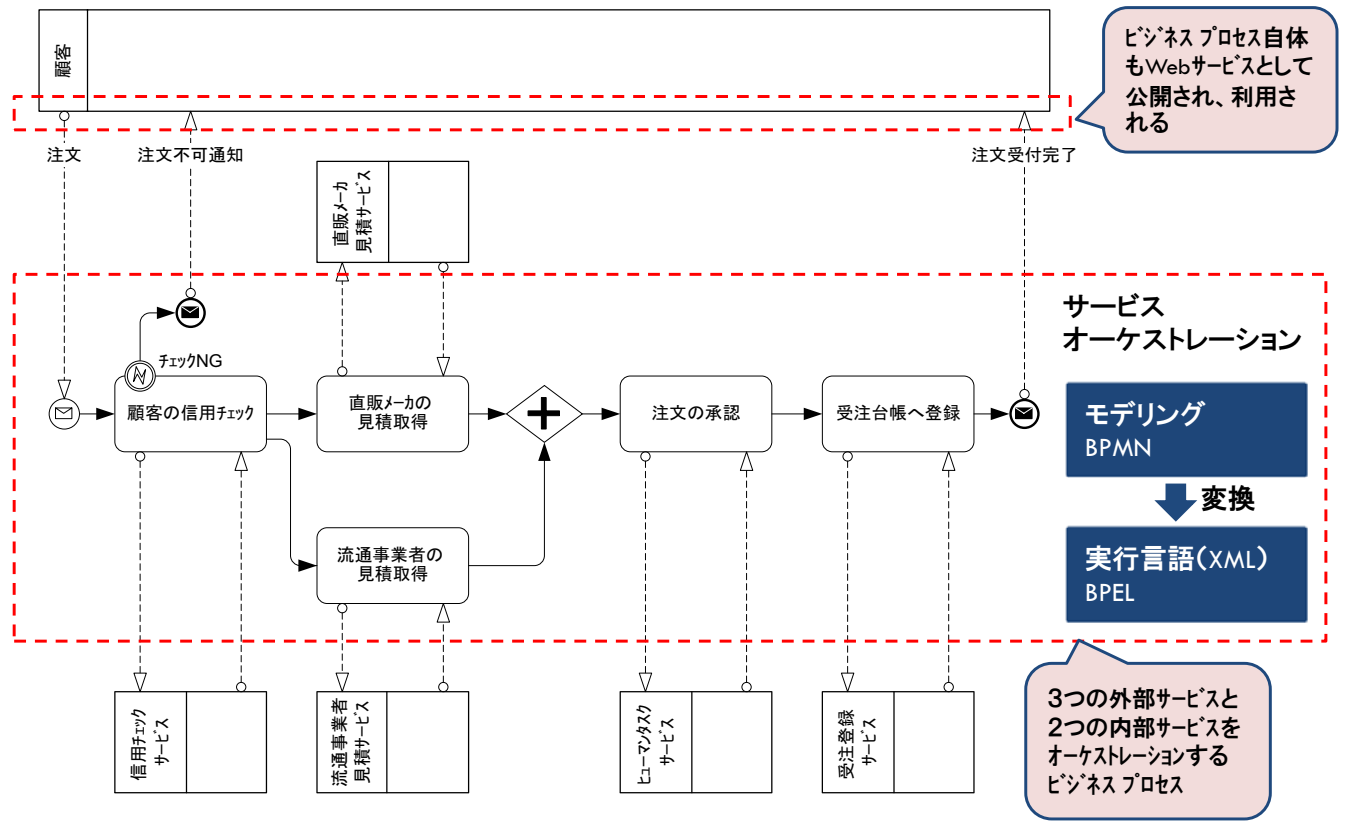 顧客
ﾋﾞｼﾞﾈｽ ﾌﾟﾛｾｽ自体
もWebｻｰﾋﾞｽとして
公開され、利用さ
れる
注文
注文不可通知
注文受付完了
直販ﾒｰｶ
見積ｻｰﾋﾞｽ
サービス
オーケストレーション
ﾁｪｯｸNG
顧客の信用ﾁｪｯｸ
直販ﾒｰｶの
見積取得
注文の承認
受注台帳へ登録
モデリング
BPMN
変換
流通事業者の
見積取得
実行言語(XML)
BPEL
信用ﾁｪｯｸ
ｻｰﾋﾞｽ
流通事業者
見積ｻｰﾋﾞｽ
ﾋｭｰﾏﾝﾀｽｸ
ｻｰﾋﾞｽ
受注登録
ｻｰﾋﾞｽ
3つの外部ｻｰﾋﾞｽと
2つの内部ｻｰﾋﾞｽを
ｵｰｹｽﾄﾚｰｼｮﾝする
ﾋﾞｼﾞﾈｽ ﾌﾟﾛｾｽ